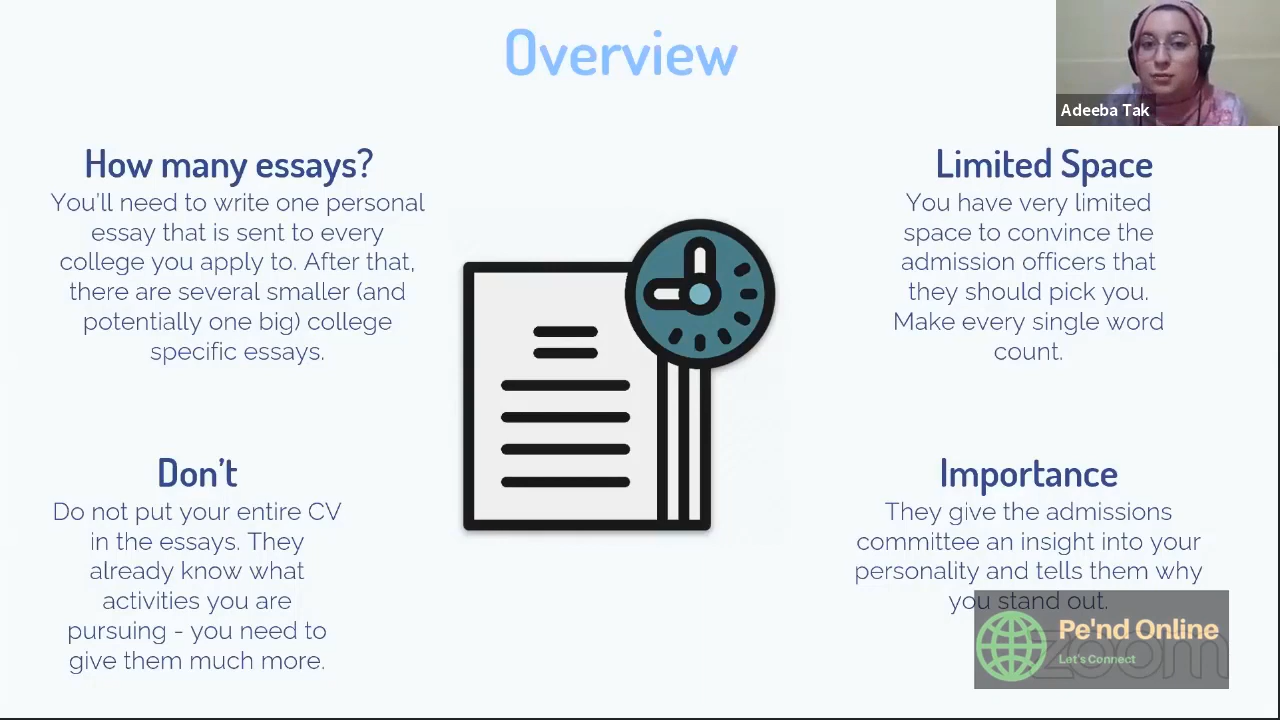 Overview
Adeeba Tak
How many essays?
You'll need to write one personal
essay that is sent to every
college you apply to. After that,
there are several smaller (and
potentially one big) college
specific essays.
Limited Space
You have very limited
space to convince the
admission officers that
they should pick you.
Make every single word
count.
Don't
Do not put your entire CV
in the essays. They
already know what
activities you are
pursuing - you need to
give them much more.
Importance
They give the admissions
committee an insight into your
personality and tells them why
you stand out.
Pe'nd Online
Let's Connect
zoom